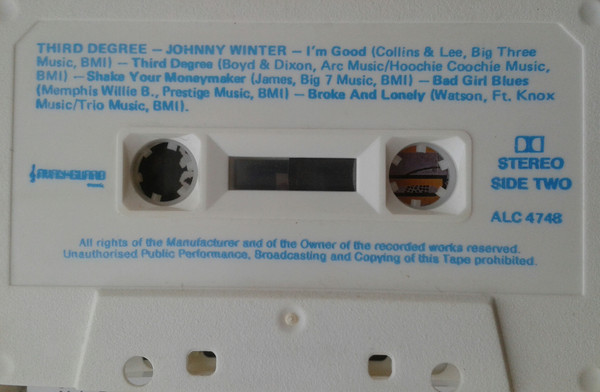 THIRD DEGREE — JOHNNY WINTER — I'm Good (Collins & Lee, Big Three
Music, BMI) — Third Degree (Boyd & Dixon, Arc Music/Hoochie Coochie Music,
BMI) — Shake Your Moneymaker (James, Big 7 Music, BMI) — Bad Girl Blues
(Memphis Willie B., Prestige Music, BMI) — Broke And Lonely (Watson, Ft. Knox
Music/Trio Music, BMI).
STEREO
SIDE TWO
ALC 4748
All rights of the Manufacturer and of the Owner of the recorded works reserved.
Unauthorised Public Performance, Broadcasting and Copying of this Tape prohibited.